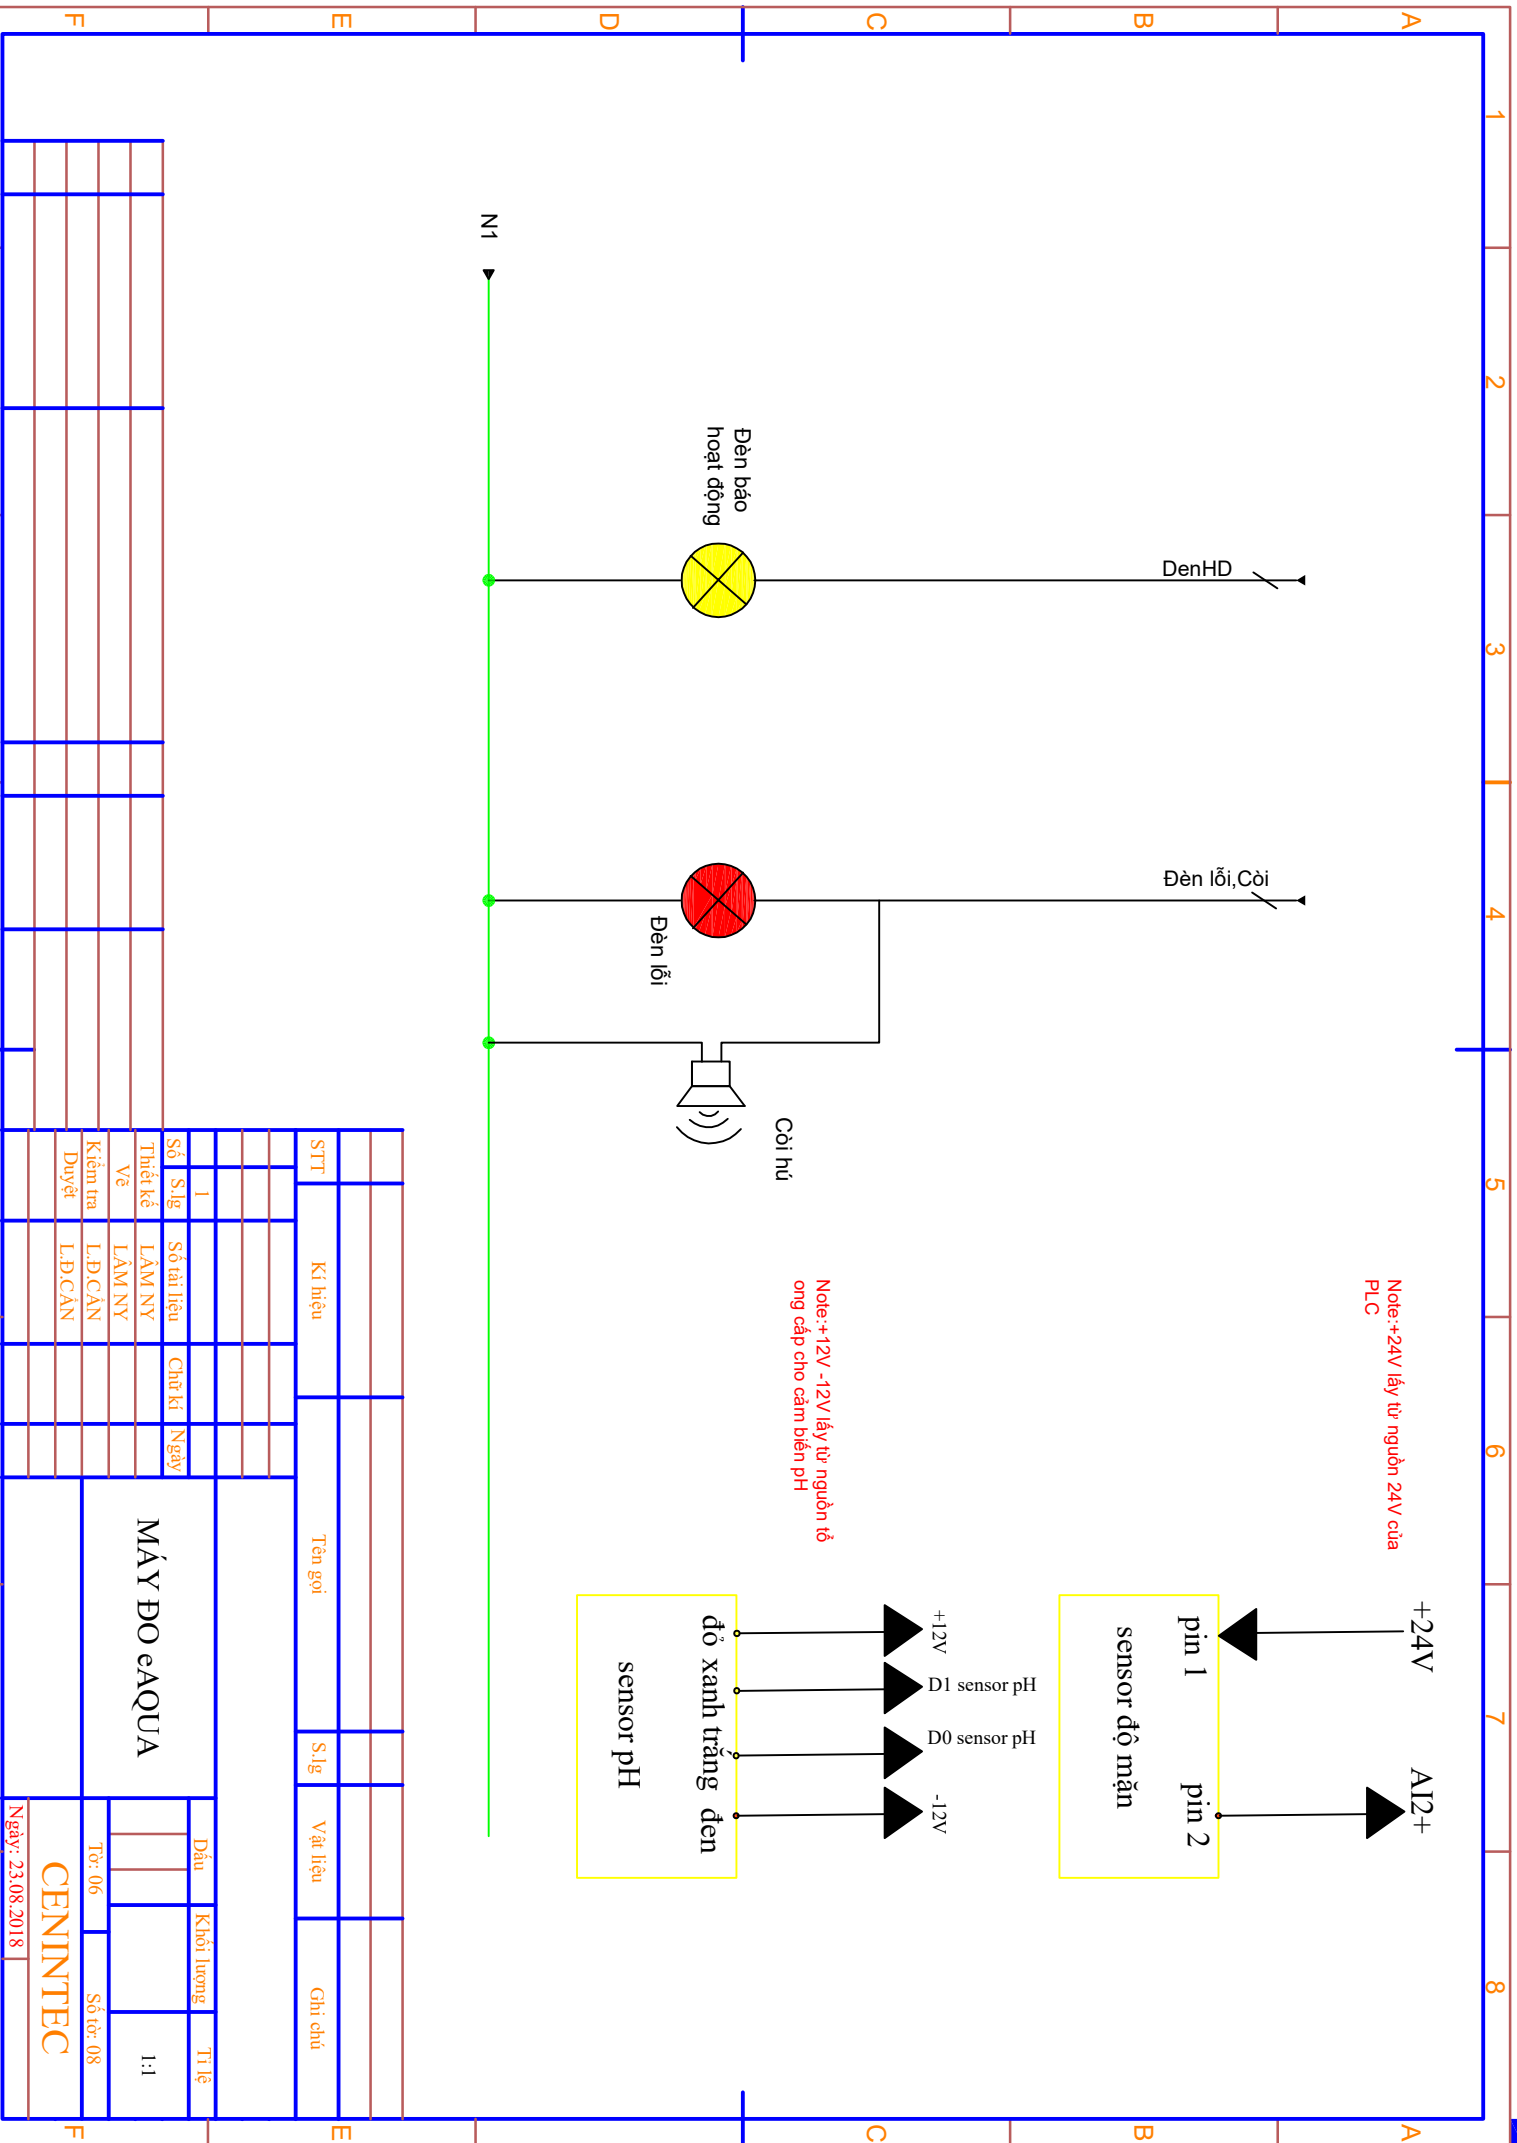 1
2
3
4
5
6
7
8
A
B
C
D
E
F
A
B
C
E
F
DenHD
Đèn lỗi,Còi
Đèn báo
hoạt động
Đèn lỗi
Còi hú
N1
Note:+24V lấy từ nguồn 24V của
PLC
+24V
AI2+
pin 1
pin 2
sensor độ mặn
Note:+12V -12V lấy từ nguồn tổ
ong cấp cho cảm biến pH
+12V
D1 sensor pH
D0 sensor pH
-12V
đỏ xanh trắng đen
sensor pH
STT
Kí hiệu
Tên gọi
S.lg
Vật liệu
Ghi chú
1
Số
S.lg
Số tài liệu
Chữ kí
Ngày
Thiết kế
LÂM NY
Vẽ
LÂM NY
Kiểm tra
L.Đ.CẨN
Duyệt
L.Đ.CẨN
MÁY ĐO eAQUA
Dấu
Khối lượng
Tỉ lệ
1:1
Tờ: 06
Số tờ: 08
CENINTEC
Ngày: 23.08.2018